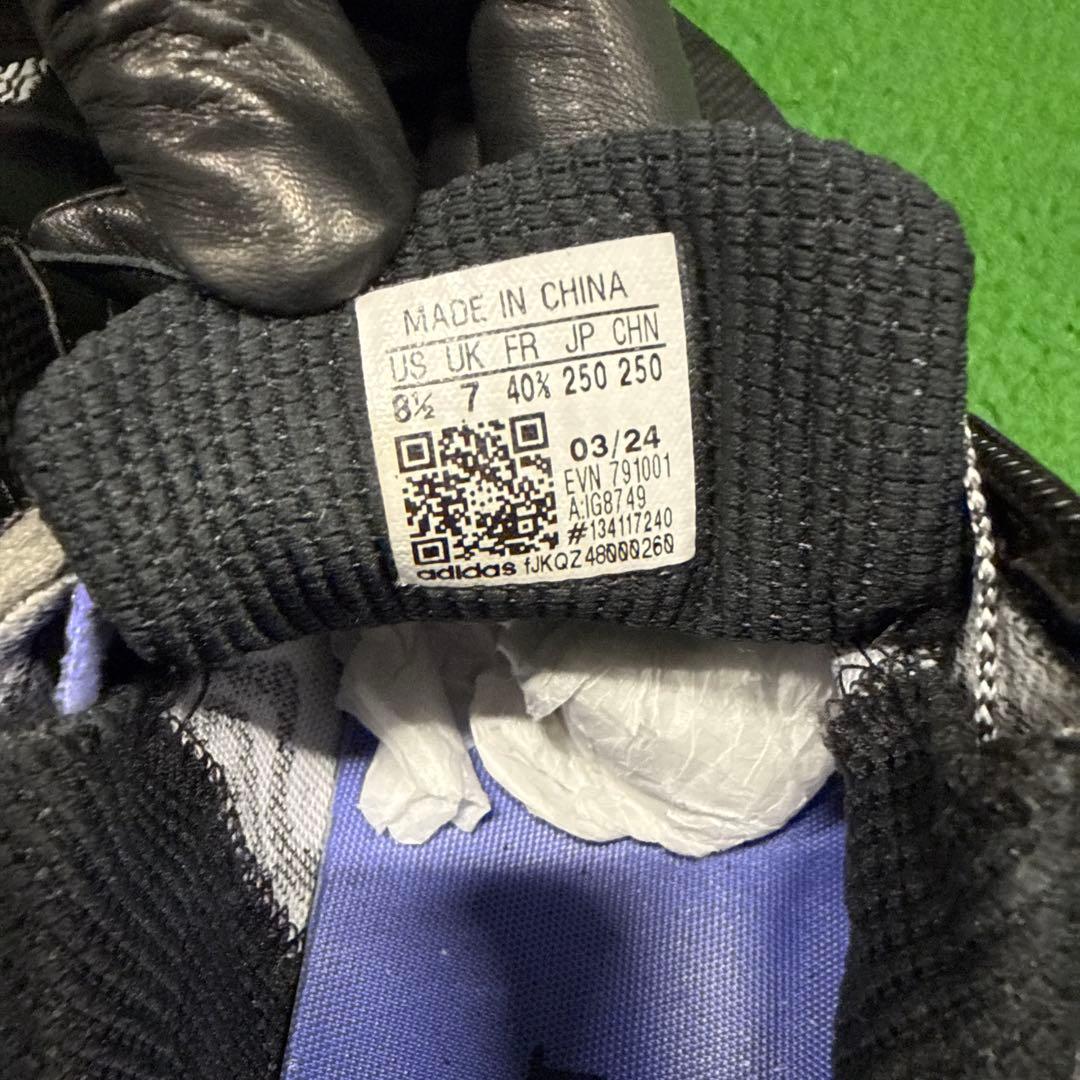 MADE IN CHINA
US UK FR JP CHN
8½ 7 40⅔ 250 250
03/24
EVN 791001
A:IG8749
#134117240
adidas fJKQZ48000260